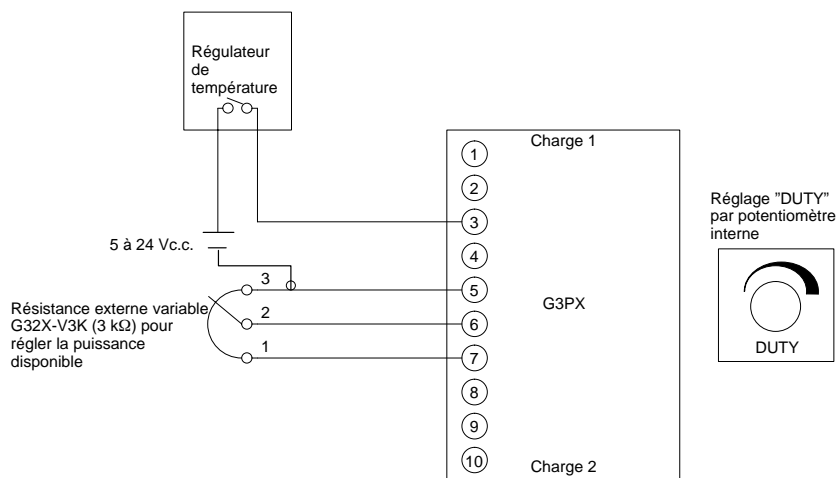 Régulateur
de
température
5 à 24 Vc.c.
Résistance externe variable
G32X-V3K (3 kΩ) pour
régler la puissance
disponible
3
2
1
Charge 1
1
2
3
4
5
6
7
8
9
10
G3PX
Charge 2
Réglage "DUTY"
par potentiomètre
interne
DUTY